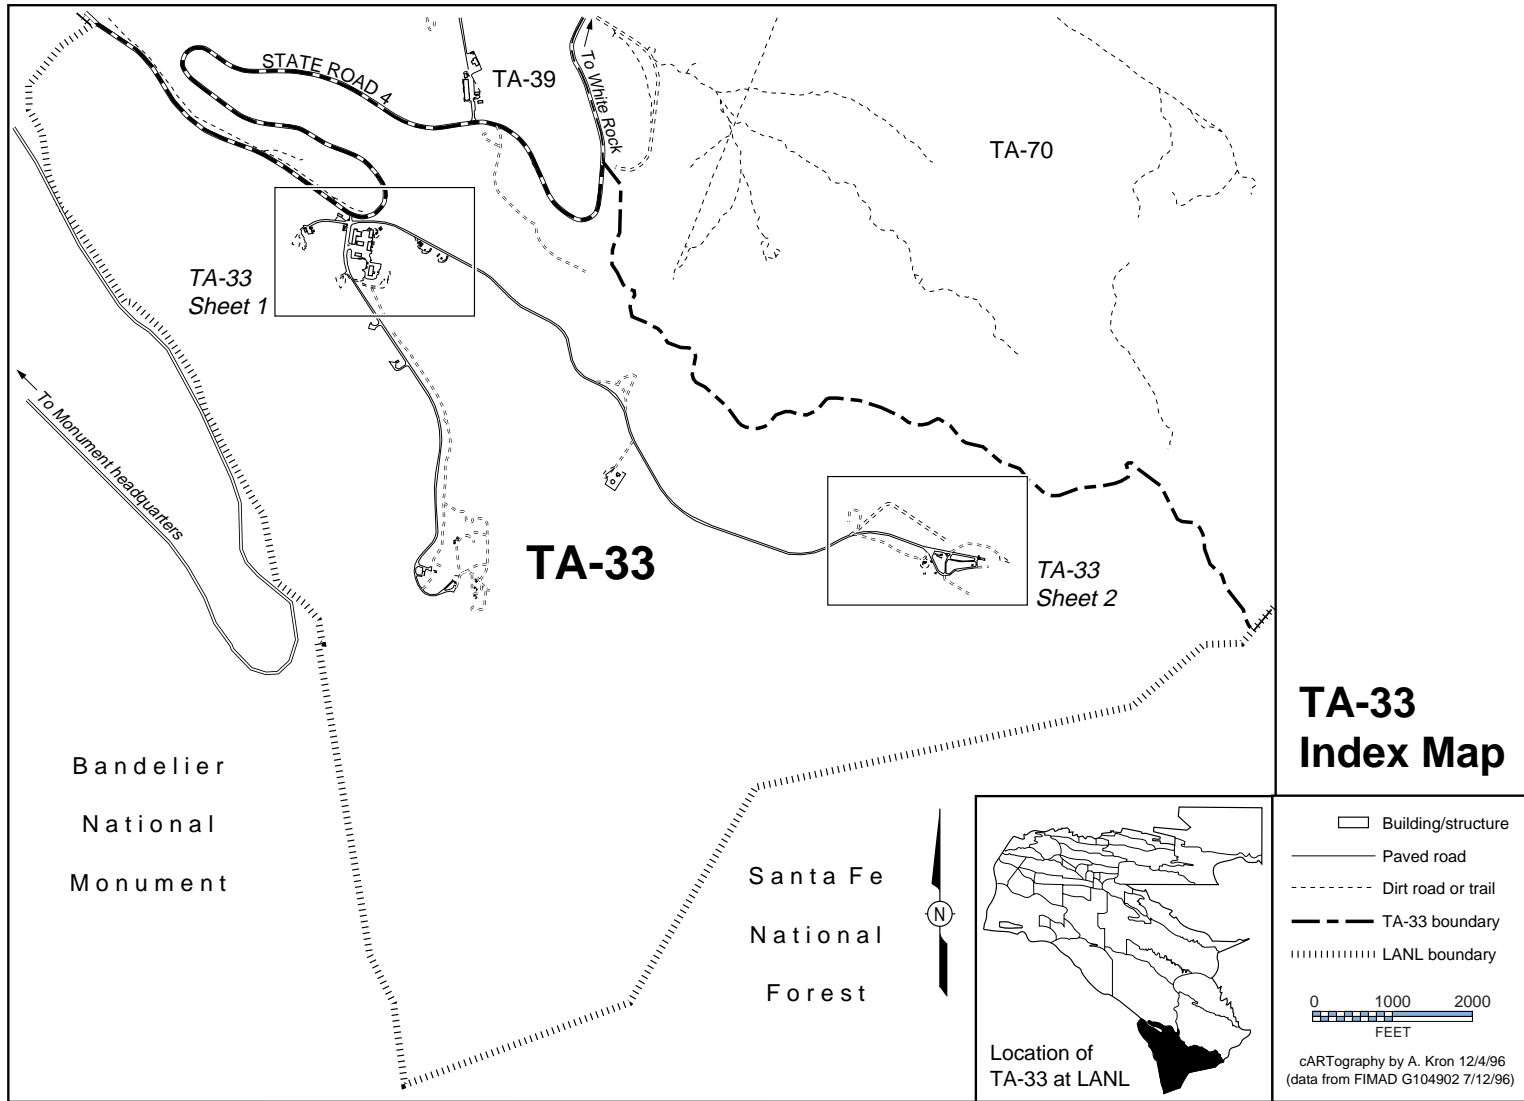 STATE ROAD 4
TA-39
To White Rock
TA-70
TA-33
Sheet 1
To Monument headquarters
TA-33
TA-33
Sheet 2
TA-33
Index Map
Bandelier
National
Monument
Santa Fe
National
Forest
N
Location of
TA-33 at LANL
Building/structure
Paved road
Dirt road or trail
TA-33 boundary
LANL boundary
0 1000 2000
FEET
cARTography by A. Kron 12/4/96
(data from FIMAD G104902 7/12/96)